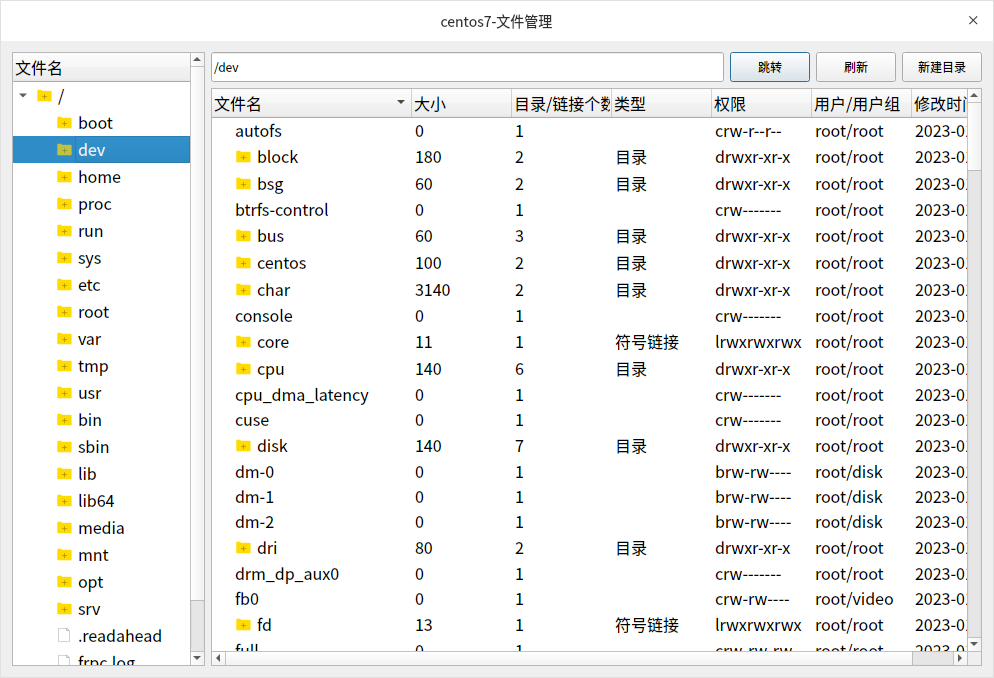 centos7-文件管理
文件名
/
boot
dev
home
proc
run
sys
etc
root
var
tmp
usr
bin
sbin
lib
lib64
media
mnt
opt
srv
.readahead
frpc.log
/dev 跳转 刷新 新建目录
文件名 大小 目录/链接个数 类型 权限 用户/用户组 修改时间
autofs 0 1 crw-r--r-- root/root 2023-0
block 180 2 目录 drwxr-xr-x root/root 2023-0
bsg 60 2 目录 drwxr-xr-x root/root 2023-0
btrfs-control 0 1 crw------- root/root 2023-0
bus 60 3 目录 drwxr-xr-x root/root 2023-0
centos 100 2 目录 drwxr-xr-x root/root 2023-0
char 3140 2 目录 drwxr-xr-x root/root 2023-0
console 0 1 crw------- root/root 2023-0
core 11 1 符号链接 lrwxrwxrwx root/root 2023-0
cpu 140 6 目录 drwxr-xr-x root/root 2023-0
cpu_dma_latency 0 1 crw------- root/root 2023-0
cuse 0 1 crw------- root/root 2023-0
disk 140 7 目录 drwxr-xr-x root/root 2023-0
dm-0 0 1 brw-rw---- root/disk 2023-0
dm-1 0 1 brw-rw---- root/disk 2023-0
dm-2 0 1 brw-rw---- root/disk 2023-0
dri 80 2 目录 drwxr-xr-x root/root 2023-0
drm_dp_aux0 0 1 crw------- root/root 2023-0
fb0 0 1 crw-rw---- root/video 2023-0
fd 13 1 符号链接 lrwxrwxrwx root/root 2023-0
full 0 1 crw-rw-rw- root/root 2023-0